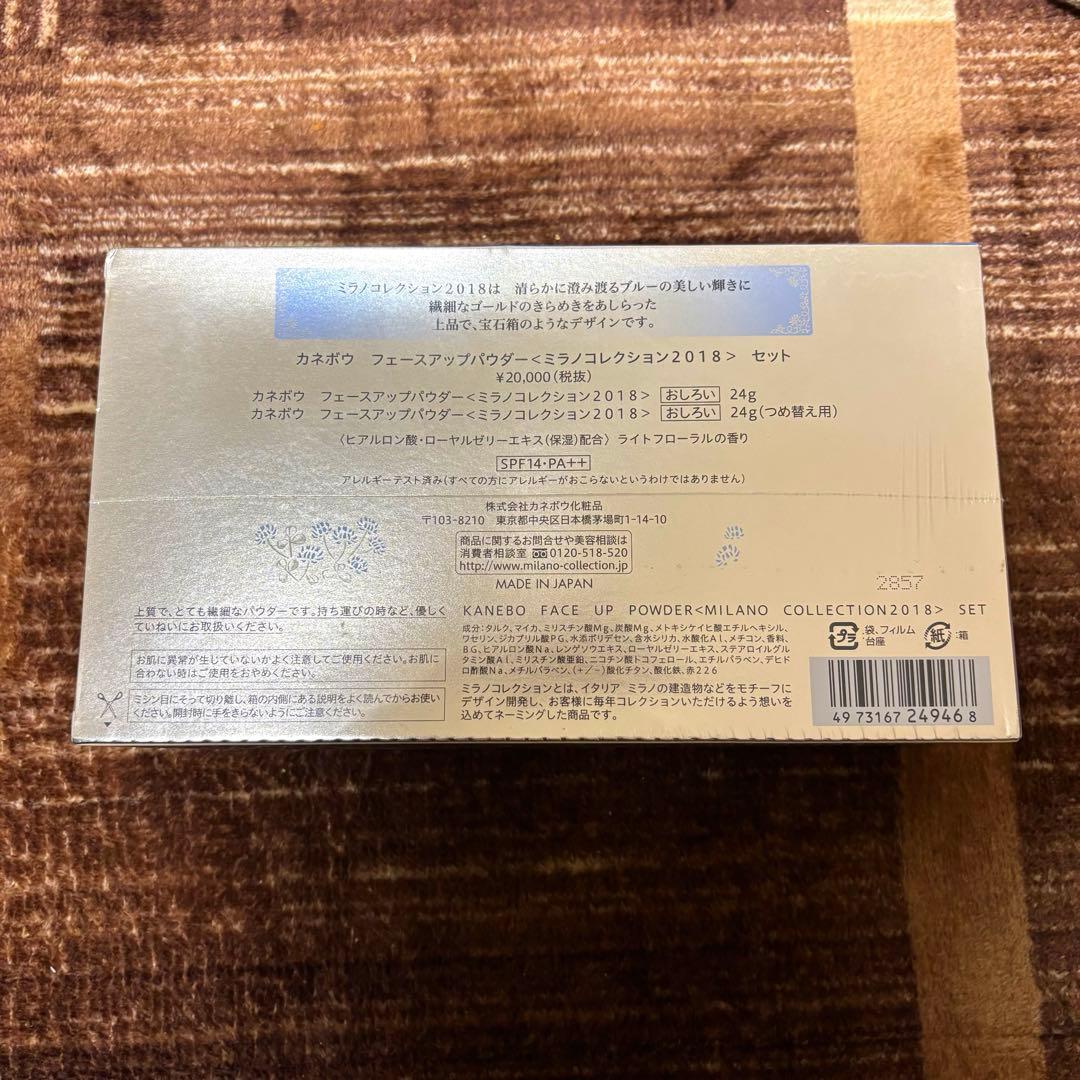 ミラノコレクション2018は　清らかに澄み渡るブルーの美しい輝きに
繊細なゴールドのきらめきをあしらった
上品で、宝石箱のようなデザインです。
カネボウ　フェースアップパウダー<ミラノコレクション2018>　セット
¥20,000(税抜)
カネボウ　フェースアップパウダー<ミラノコレクション2018> おしろい 24g
カネボウ　フェースアップパウダー<ミラノコレクション2018> おしろい 24g(つめ替え用)
〈ヒアルロン酸・ローヤルゼリーエキス(保湿)配合〉ライトフローラルの香り
SPF14・PA++
アレルギーテスト済み(すべての方にアレルギーがおこらないというわけではありません)
株式会社カネボウ化粧品
〒103-8210　東京都中央区日本橋茅場町1-14-10
商品に関するお問合せや美容相談は
消費者相談室 0120-518-520
http://www.milano-collection.jp
MADE IN JAPAN
2857
上質で、とても繊細なパウダーです。持ち運びの時など、優しく
ていねいにお取扱いください。
お肌に異常が生じていないかよく注意してご使用ください。お肌に
合わない時はご使用をおやめください。
ミシン目にそって切り離し、箱の内側にある説明をよく読んでからお使い
ください。開封時に手をきらないようにご注意ください。
KANEBO FACE UP POWDER<MILANO COLLECTION2018> SET
成分:タルク、マイカ、ミリスチン酸Mg、炭酸Mg、メトキシケイヒ酸エチルヘキシル、
ワセリン、ジカプリル酸PG、水添ポリデセン、含水シリカ、水酸化Al、メチコン、香料、
BG、ヒアルロン酸Na、レンゲソウエキス、ローヤルゼリーエキス、ステアロイルグル
タミン酸Al、ミリスチン酸亜鉛、ニコチン酸トコフェロール、エチルパラベン、デヒド
ロ酢酸Na、メチルパラベン、(+/-)酸化チタン、酸化鉄、赤226
ミラノコレクションとは、イタリア ミラノの建造物などをモチーフに
デザイン開発し、お客様に毎年コレクションいただけるよう想いを
込めてネーミングした商品です。
プラ :袋、フィルム
台座
紙 :箱
4 973167 249468